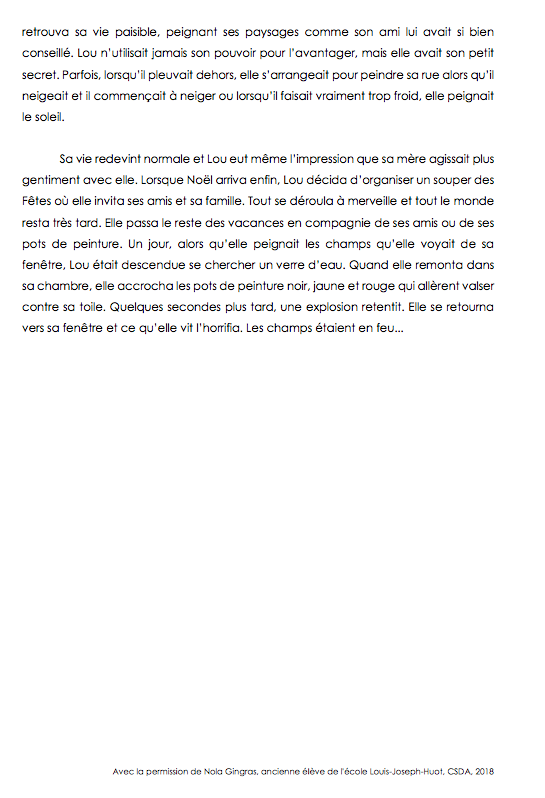 retrouva sa vie paisible, peignant ses paysages comme son ami lui avait si bien
conseillé. Lou n'utilisait jamais son pouvoir pour l'avantager, mais elle avait son petit
secret. Parfois, lorsqu'il pleuvait dehors, elle s'arrangeait pour peindre sa rue alors qu'il
neigeait et il commençait à neiger ou lorsqu'il faisait vraiment trop froid, elle peignait
le soleil.
Sa vie redevint normale et Lou eut même l'impression que sa mère agissait plus
gentiment avec elle. Lorsque Noël arriva enfin, Lou décida d'organiser un souper des
Fêtes où elle invita ses amis et sa famille. Tout se déroula à merveille et tout le monde
resta très tard. Elle passa le reste des vacances en compagnie de ses amis ou de ses
pots de peinture. Un jour, alors qu'elle peignait les champs qu'elle voyait de sa
fenêtre, Lou était descendue se chercher un verre d'eau. Quand elle remonta dans
sa chambre, elle accrocha les pots de peinture noir, jaune et rouge qui allèrent valser
contre sa toile. Quelques secondes plus tard, une explosion retentit. Elle se retourna
vers sa fenêtre et ce qu'elle vit l'horrifia. Les champs étaient en feu...
Avec la permission de Nola Gingras, ancienne élève de l'école Louis-Joseph-Huot, CSDA, 2018